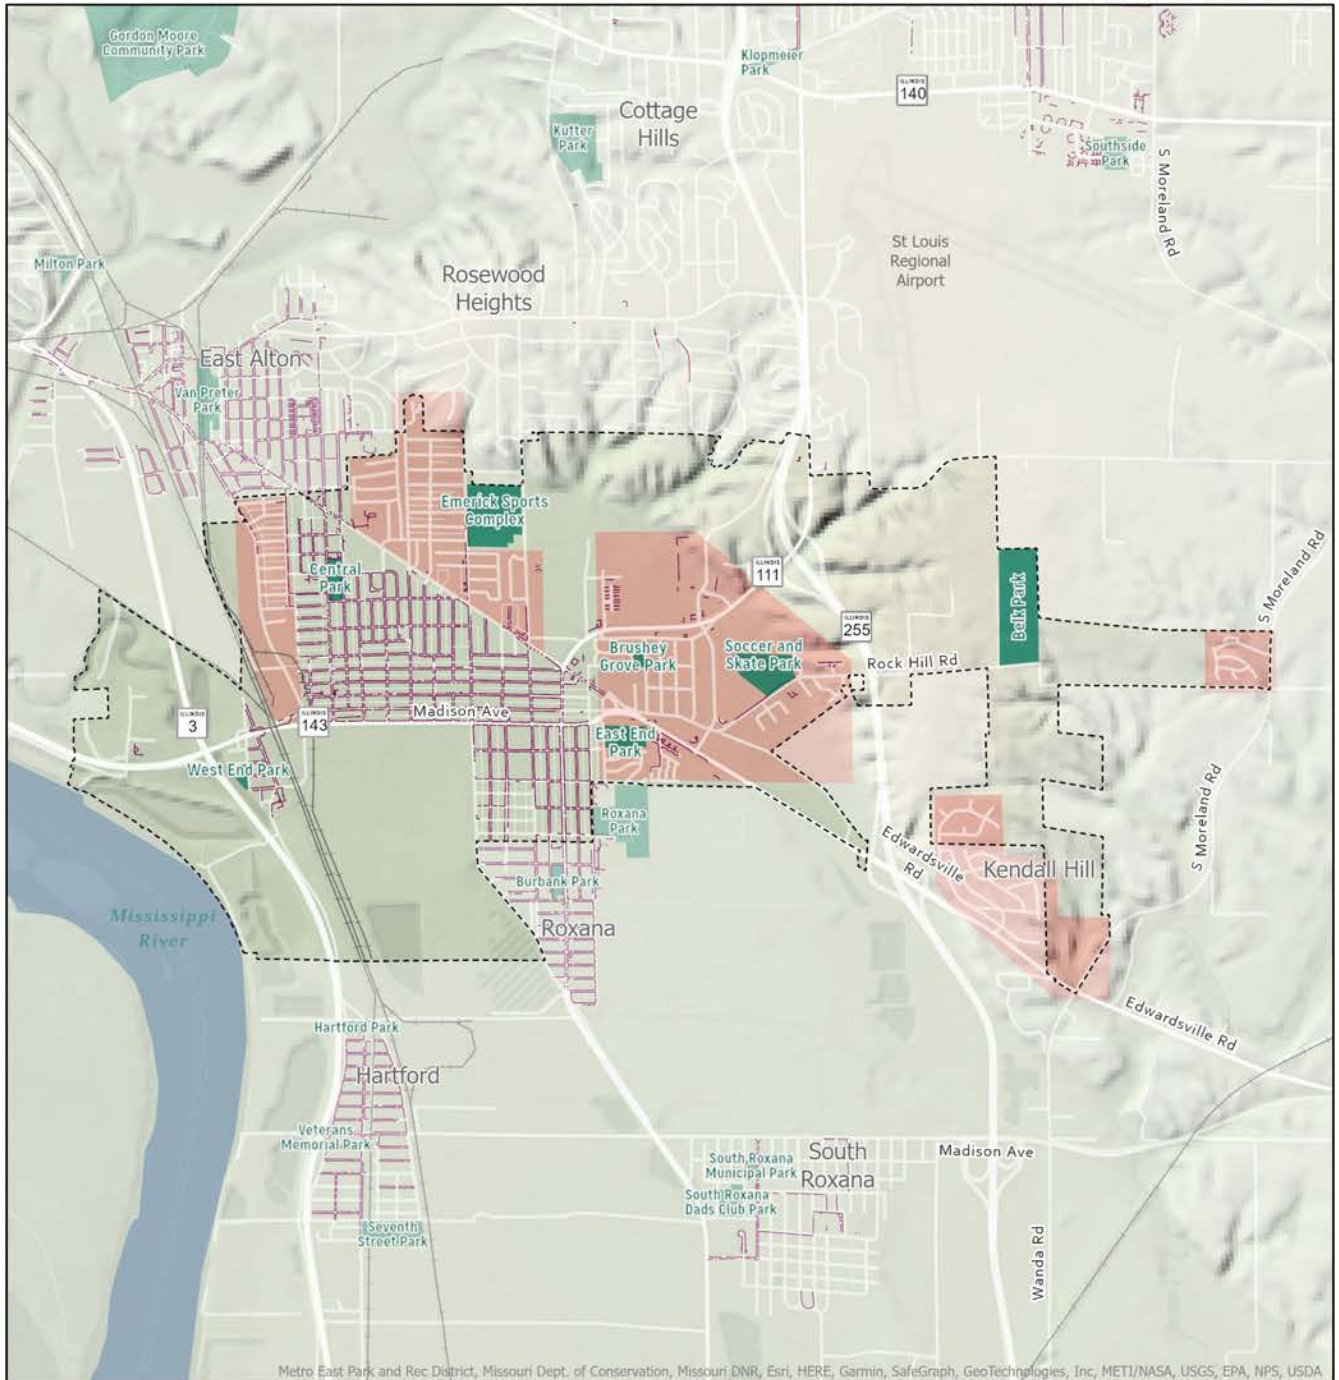 Gordon Moore
Community Park
Klopmeier
Park
ILLINOIS
140
Cottage
Hills
Kutter
Park
Southside
Park
S Moreland Rd
St Louis
Regional
Airport
Milton Park
Rosewood
Heights
East Alton
Van Preter
Park
Emerick Sports
Complex
Central
Park
ILLINOIS
111
Belk Park
S Moreland Rd
ILLINOIS
255
Brushey
Grove Park
Soccer and
Skate Park
Rock Hill Rd
ILLINOIS
3
ILLINOIS
143
Madison Ave
East End
Park
West End Park
Roxana
Park
S Moreland Rd
Edwardsville
Rd
Kendall Hill
Burbank Park
Mississippi
River
Roxana
Edwardsville Rd
Hartford Park
Hartford
Veterans
Memorial Park
South Roxana
Municipal Park
South
Roxana
Madison Ave
South Roxana
Dads Club Park
Seventh
Street Park
Wanda Rd
Metro East Park and Rec District, Missouri Dept. of Conservation, Missouri DNR, Esri, HERE, Garmin, SafeGraph, GeoTechnologies, Inc, METI/NASA, USGS, EPA, NPS, USDA